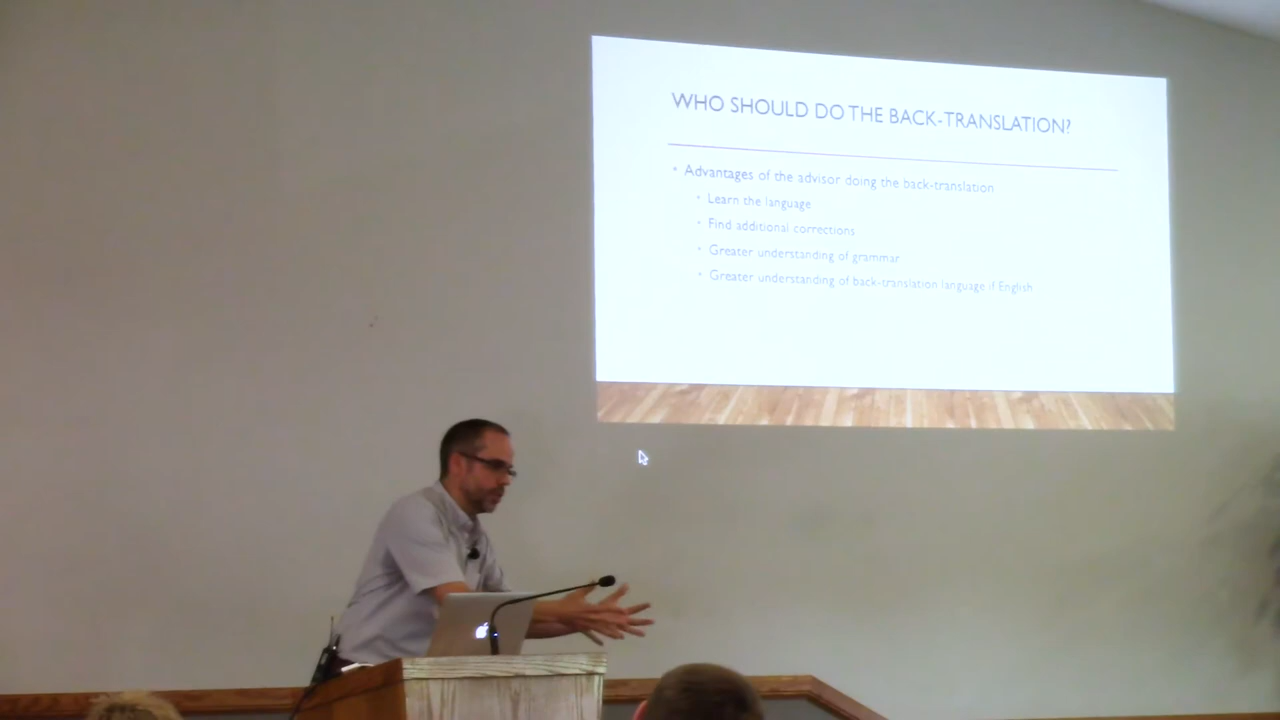 WHO SHOULD DO THE BACK-TRANSLATION?
• Advantages of the advisor doing the back-translation
• Learn the language
• Find additional corrections
• Greater understanding of grammar
• Greater understanding of back-translation language if English